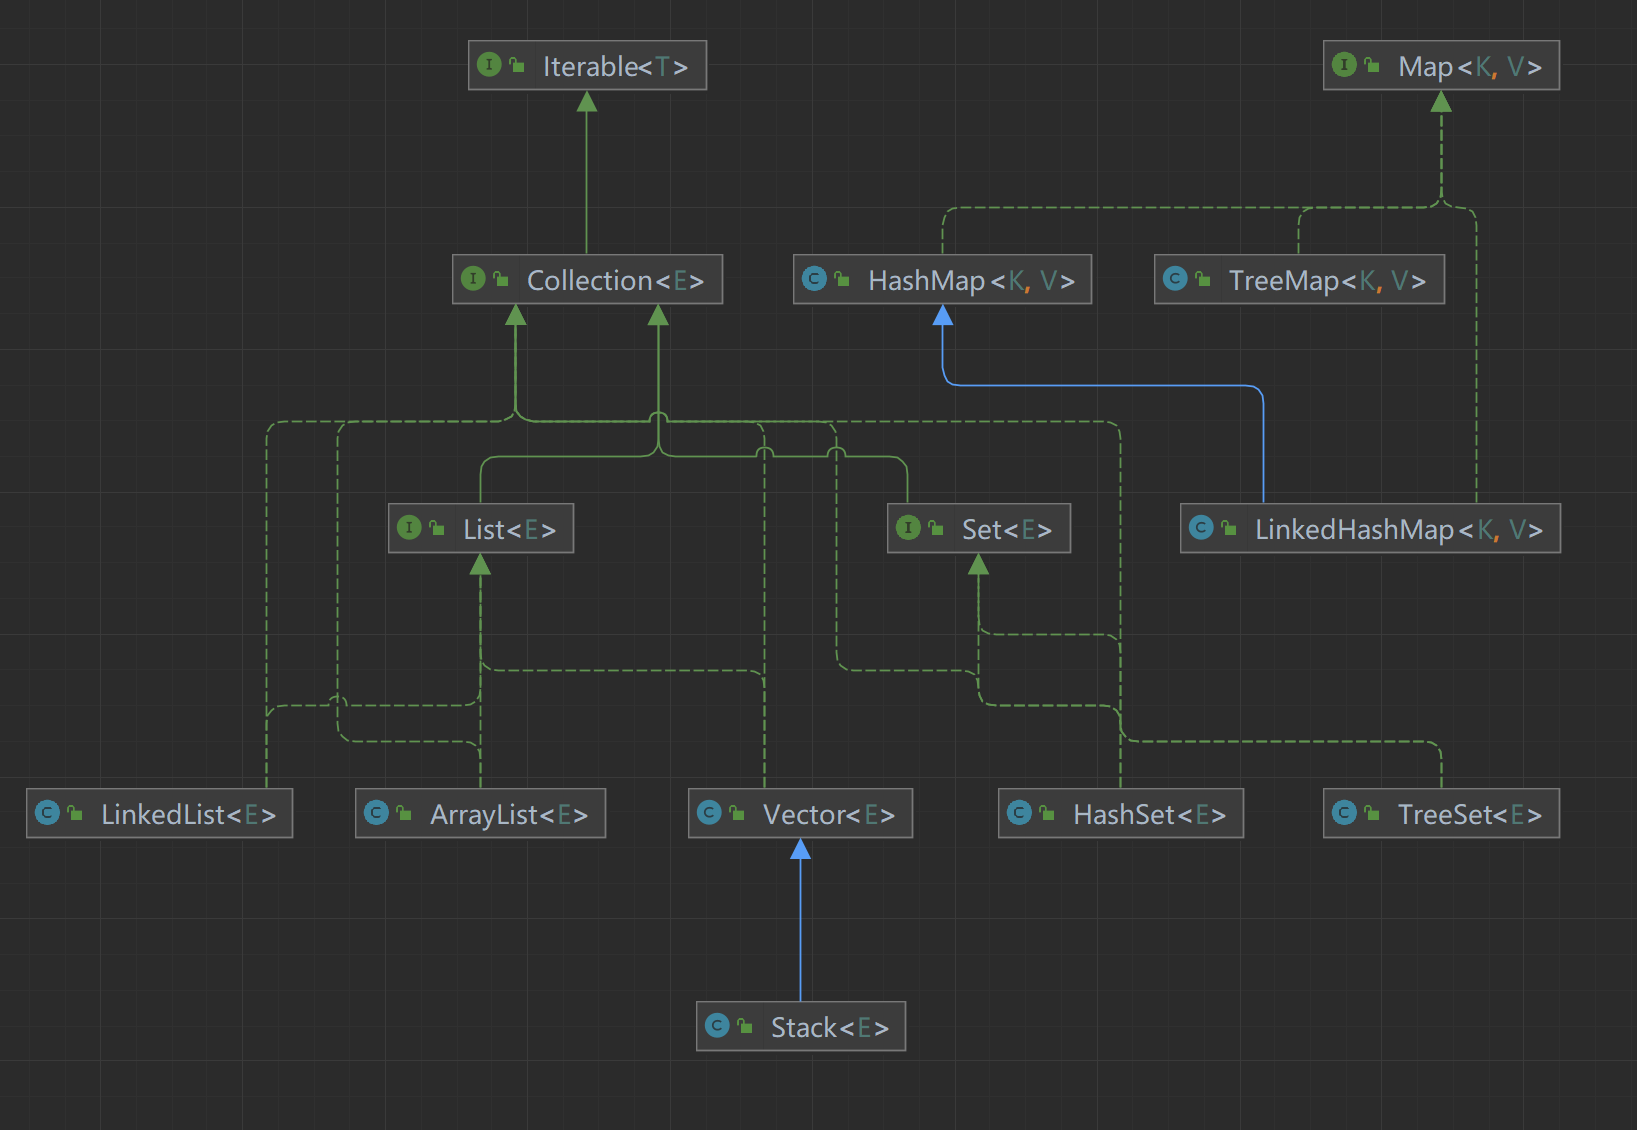 I Iterable<T>
I Map<K, V>
I Collection<E>
C HashMap<K, V>
C TreeMap<K, V>
I List<E>
I Set<E>
C LinkedHashMap<K, V>
C LinkedList<E>
C ArrayList<E>
C Vector<E>
C HashSet<E>
C TreeSet<E>
C Stack<E>